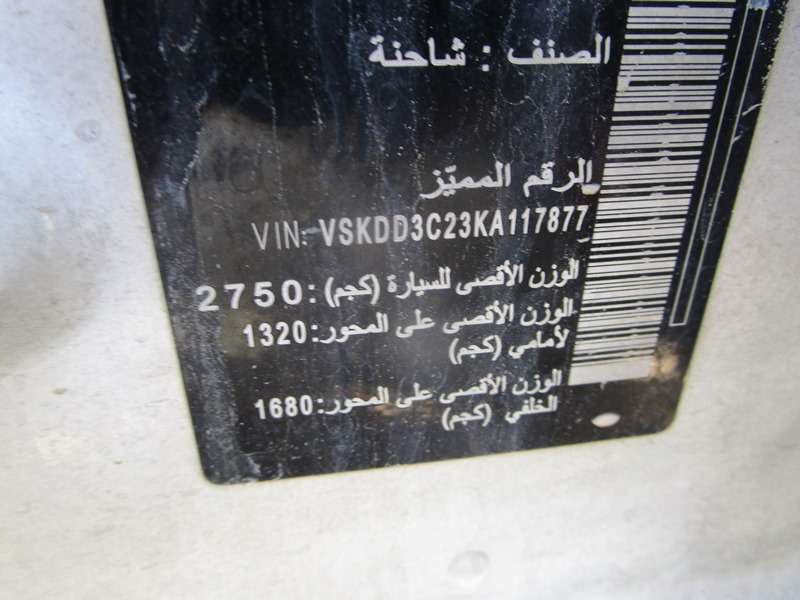 الصنف : شاحنة
الرقم المميّز
VIN: VSKDD3C23KA117877
الوزن الأقصى للسيارة (كجم): 2750
الوزن الأقصى على المحور: 1320
لأمامي (كجم)
الوزن الأقصى على المحور: 1680
الخلفي (كجم)